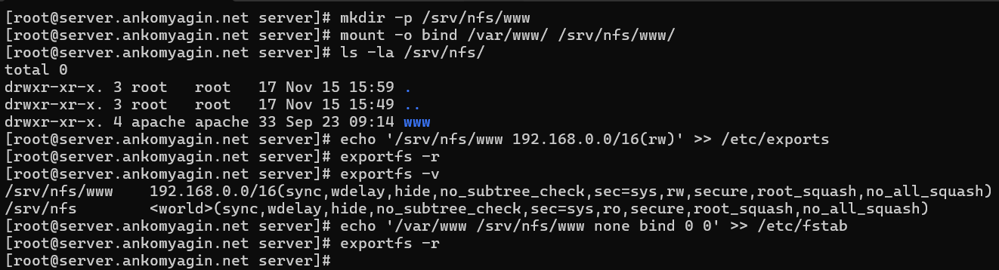 [root@server.ankomyagin.net server]# mkdir -p /srv/nfs/www
[root@server.ankomyagin.net server]# mount -o bind /var/www/ /srv/nfs/www/
[root@server.ankomyagin.net server]# ls -la /srv/nfs/
total 0
drwxr-xr-x. 3 root   root   17 Nov 15 15:59 .
drwxr-xr-x. 3 root   root   17 Nov 15 15:49 ..
drwxr-xr-x. 4 apache apache 33 Sep 23 09:14 www
[root@server.ankomyagin.net server]# echo '/srv/nfs/www 192.168.0.0/16(rw)' >> /etc/exports
[root@server.ankomyagin.net server]# exportfs -r
[root@server.ankomyagin.net server]# exportfs -v
/srv/nfs/www    192.168.0.0/16(sync,wdelay,hide,no_subtree_check,sec=sys,rw,secure,root_squash,no_all_squash)
/srv/nfs        <world>(sync,wdelay,hide,no_subtree_check,sec=sys,ro,secure,root_squash,no_all_squash)
[root@server.ankomyagin.net server]# echo '/var/www /srv/nfs/www none bind 0 0' >> /etc/fstab
[root@server.ankomyagin.net server]# exportfs -r
[root@server.ankomyagin.net server]#